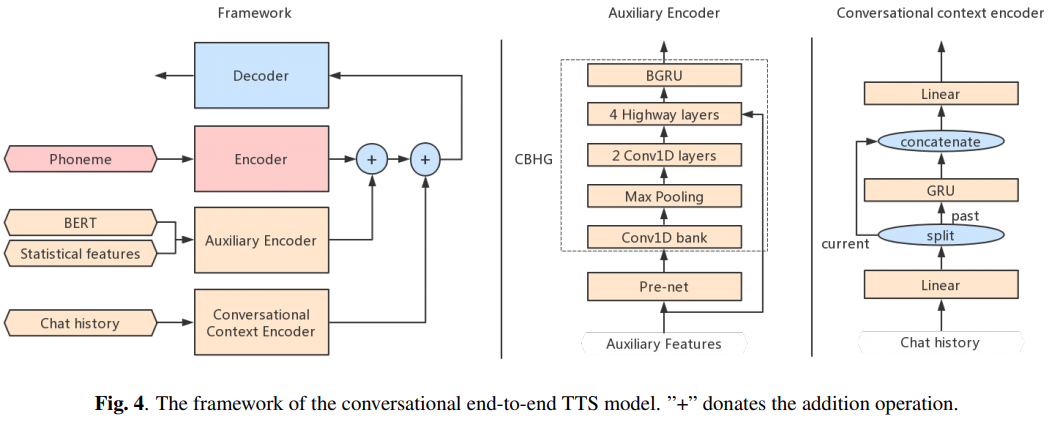 Framework
Decoder
Phoneme
Encoder
+
+
BERT
Statistical features
Auxiliary Encoder
Chat history
Conversational
Context Encoder
Auxiliary Encoder
CBHG
BGRU
4 Highway layers
2 Conv1D layers
Max Pooling
Conv1D bank
Pre-net
Auxiliary Features
Conversational context encoder
Linear
concatenate
GRU
past
current
split
Linear
Chat history
Fig. 4. The framework of the conversational end-to-end TTS model. ”+” donates the addition operation.